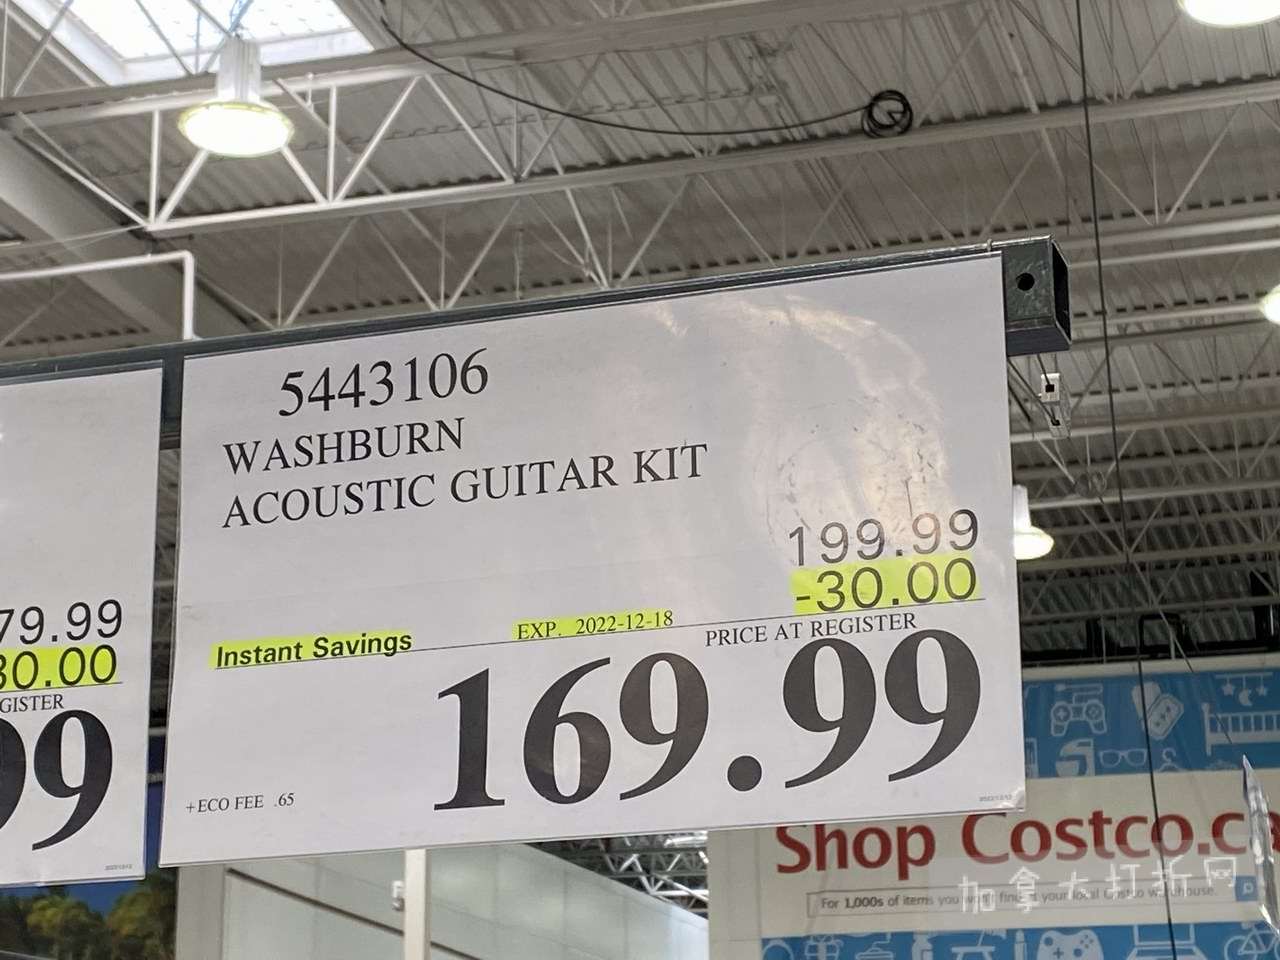 5443106
WASHBURN
ACOUSTIC GUITAR KIT
199.99
-30.00
Instant Savings
EXP. 2022-12-18
PRICE AT REGISTER
169.99
+ECO FEE .65
79.99
30.00
GISTER
99
Shop Costco.ca
For 1,000s of items you won't find at your local Costco warehouse.
加拿大打折网